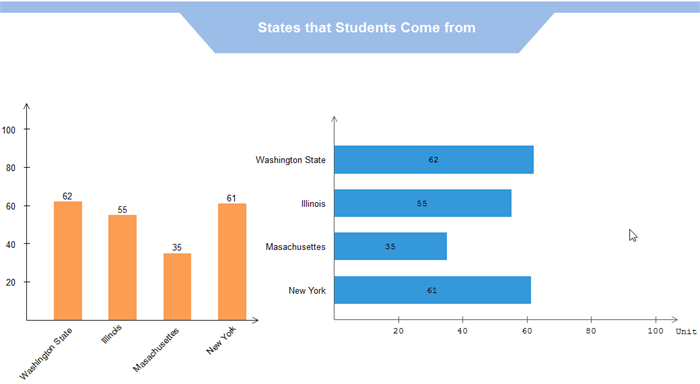 States that Students Come from
100
80
60
40
20
62
55
35
61
Washington State
Illinois
Masachusettes
New York
Washington State
62
Illinois
55
Masachusettes
35
New York
61
20 40 60 80 100 Unit